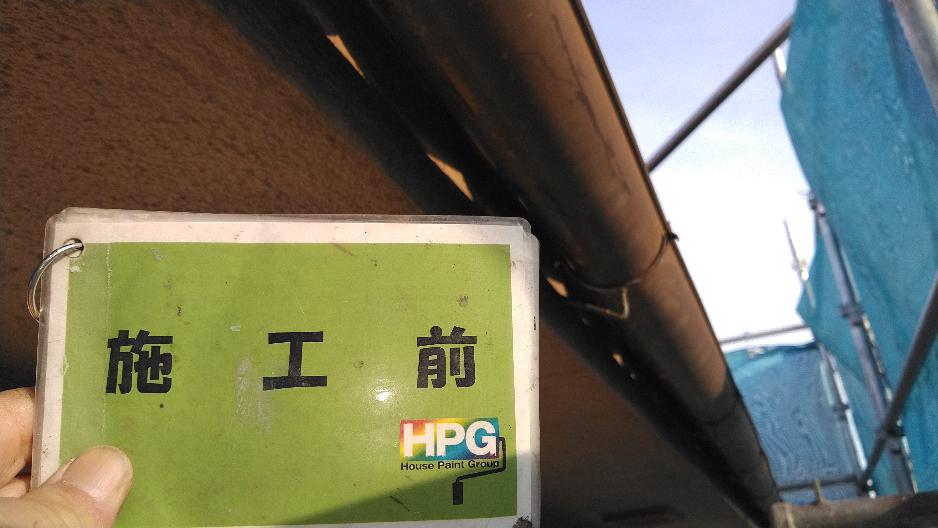 施工前
HPG
House Paint Group